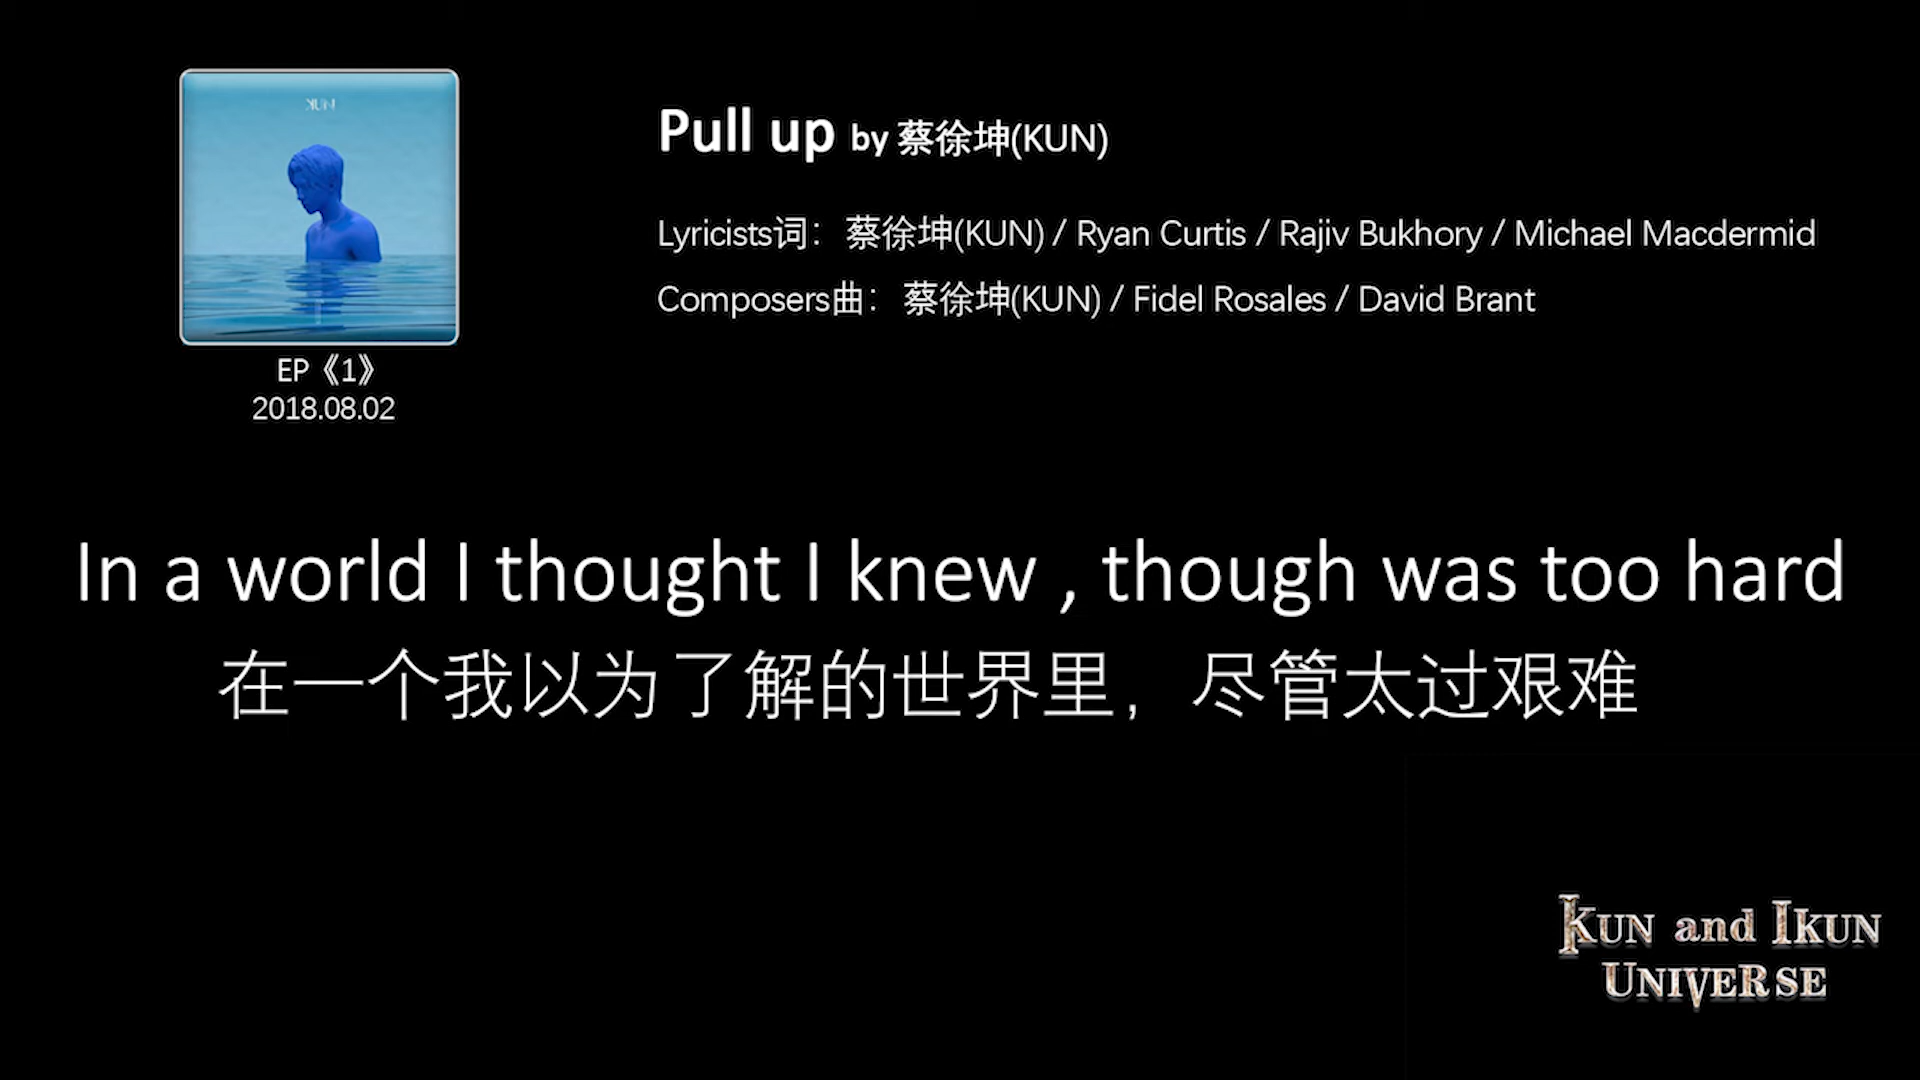 KUN
Pull up by 蔡徐坤(KUN)
Lyricists词：蔡徐坤(KUN) / Ryan Curtis / Rajiv Bukhory / Michael Macdermid
Composers曲：蔡徐坤(KUN) / Fidel Rosales / David Brant
EP《1》
2018.08.02
In a world I thought I knew , though was too hard
在一个我以为了解的世界里，尽管太过艰难
KUN and IKUN
UNIVERSE